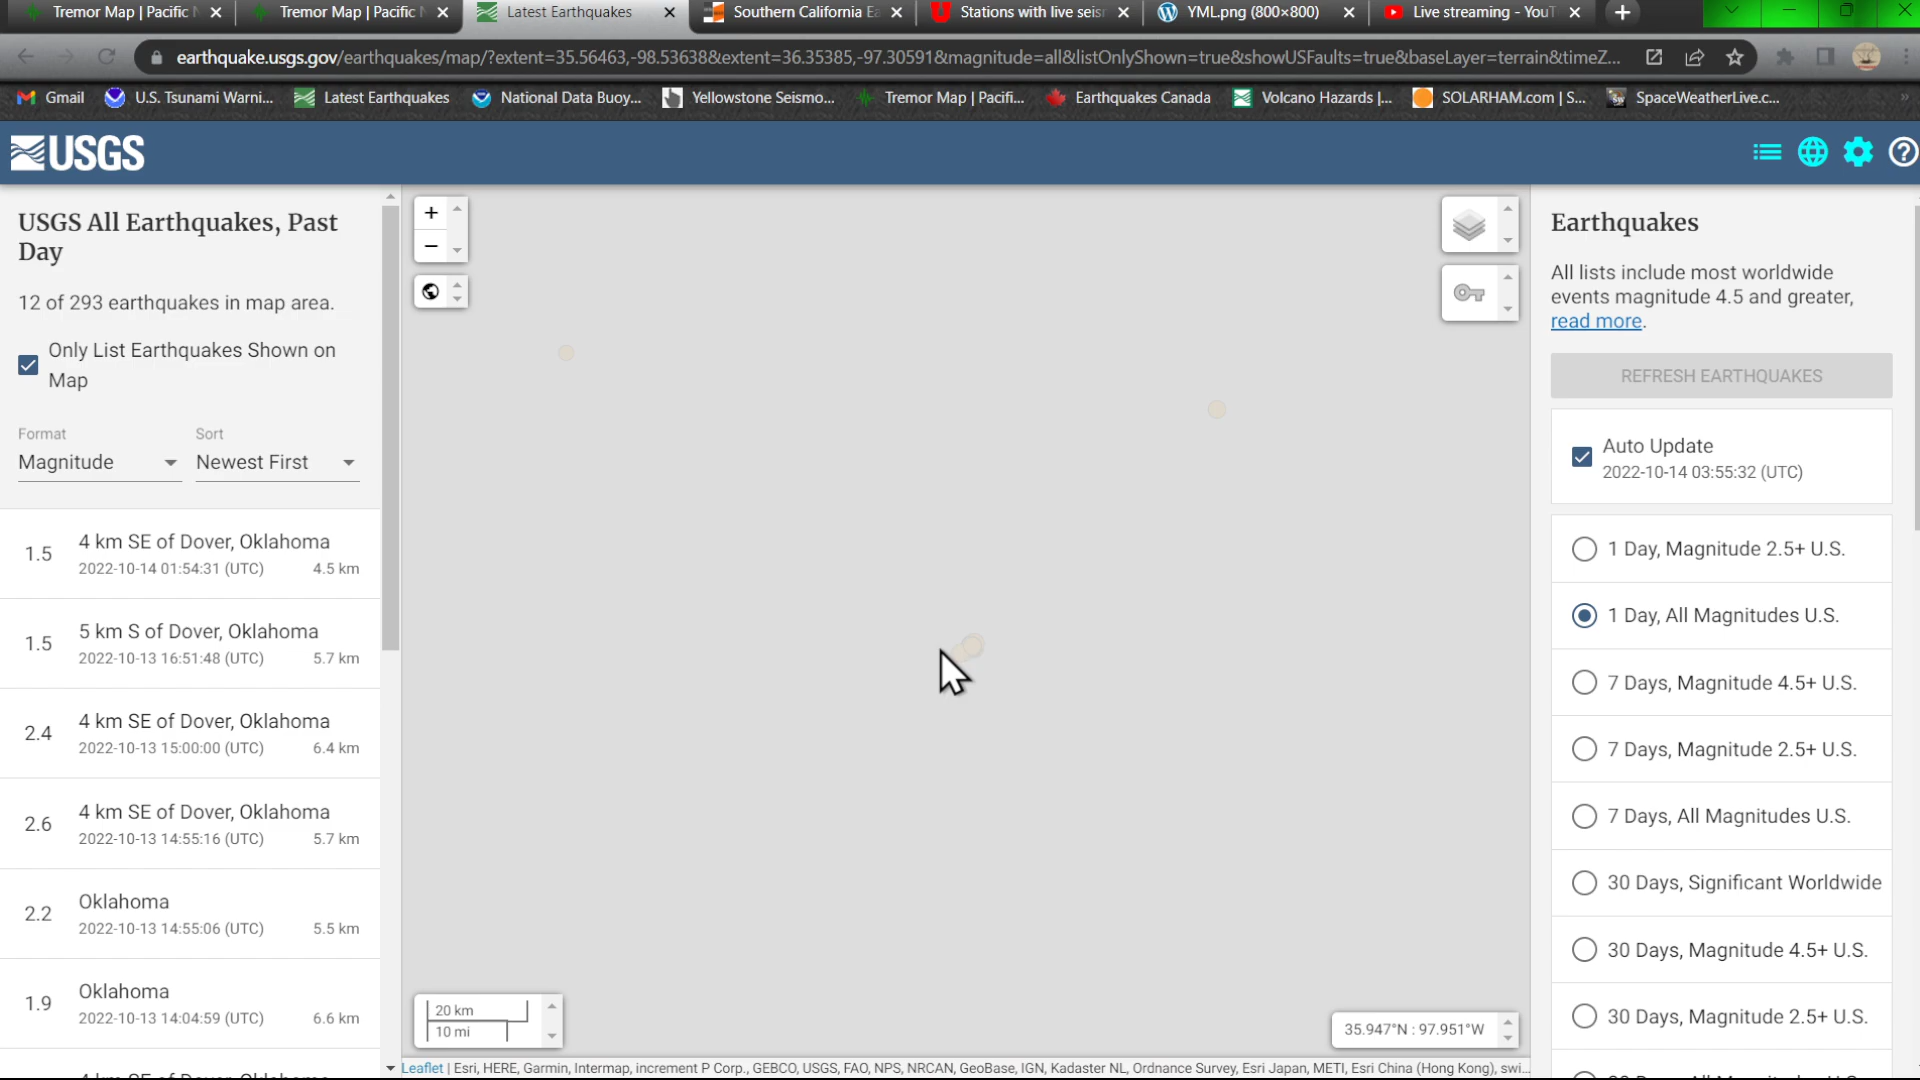 Tremor Map | Pacific
Tremor Map | Pacific
Latest Earthquakes
Southern California
Stations with live seis
YML.png (800×800)
Live streaming - YouT
earthquake.usgs.gov/earthquakes/map/?extent=35.56463,-98.53638&extent=36.35385,-97.30591&magnitude=all&listOnlyShown=true&showUSFaults=true&baseLayer=terrain&timeZ...
Gmail
U.S. Tsunami Warni...
Latest Earthquakes
National Data Buoy...
Yellowstone Seismo...
Tremor Map | Pacifi...
Earthquakes Canada
Volcano Hazards |...
SOLARHAM.com | S...
SpaceWeatherLive.c...
USGS
USGS All Earthquakes, Past
Day
12 of 293 earthquakes in map area.
Only List Earthquakes Shown on
Map
Format
Sort
Magnitude
Newest First
1.5
4 km SE of Dover, Oklahoma
2022-10-14 01:54:31 (UTC)
4.5 km
1.5
5 km S of Dover, Oklahoma
2022-10-13 16:51:48 (UTC)
5.7 km
2.4
4 km SE of Dover, Oklahoma
2022-10-13 15:00:00 (UTC)
6.4 km
2.6
4 km SE of Dover, Oklahoma
2022-10-13 14:55:16 (UTC)
5.7 km
2.2
Oklahoma
2022-10-13 14:55:06 (UTC)
5.5 km
1.9
Oklahoma
2022-10-13 14:04:59 (UTC)
6.6 km
20 km
10 mi
35.947°N : 97.951°W
Leaflet | Esri, HERE, Garmin, Intermap, increment P Corp., GEBCO, USGS, FAO, NPS, NRCAN, GeoBase, IGN, Kadaster NL, Ordnance Survey, Esri Japan, METI, Esri China (Hong Kong), swi...
Earthquakes
All lists include most worldwide
events magnitude 4.5 and greater,
read more.
REFRESH EARTHQUAKES
Auto Update
2022-10-14 03:55:32 (UTC)
1 Day, Magnitude 2.5+ U.S.
1 Day, All Magnitudes U.S.
7 Days, Magnitude 4.5+ U.S.
7 Days, Magnitude 2.5+ U.S.
7 Days, All Magnitudes U.S.
30 Days, Significant Worldwide
30 Days, Magnitude 4.5+ U.S.
30 Days, Magnitude 2.5+ U.S.